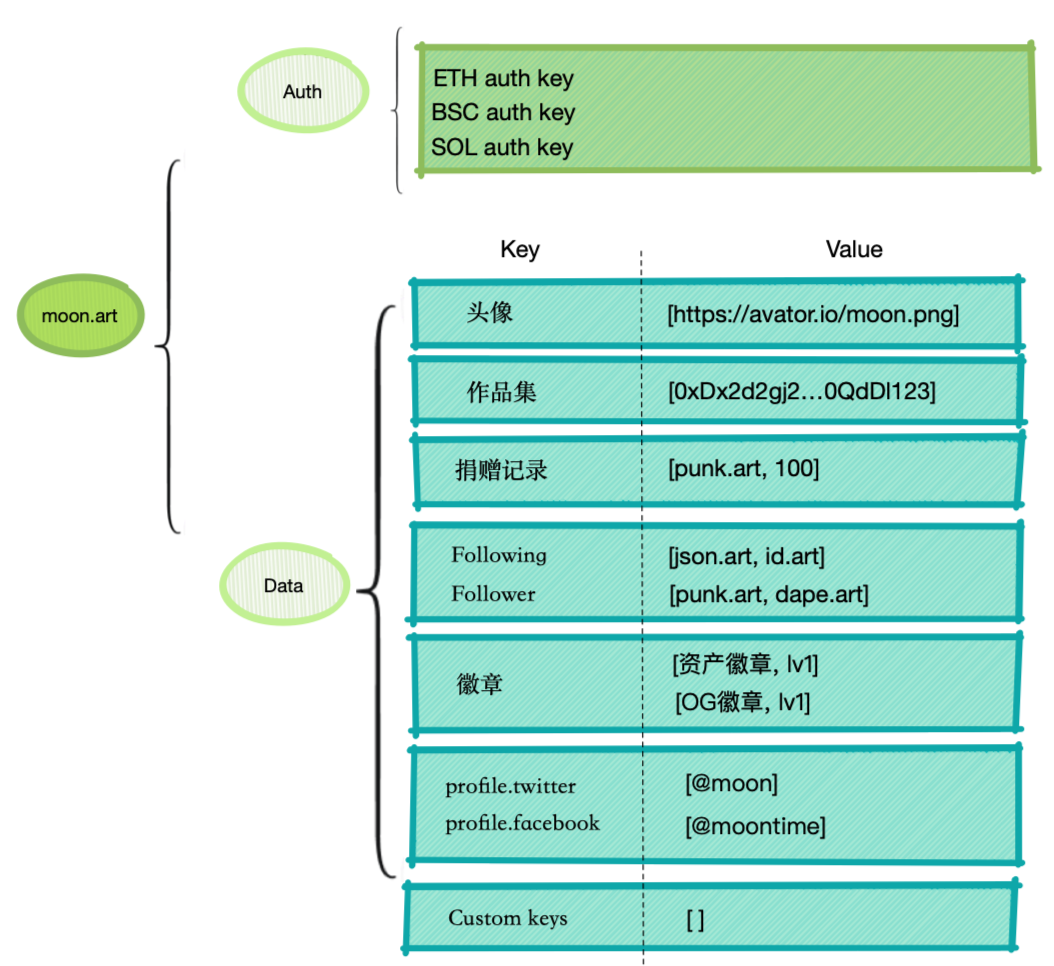 Auth
ETH auth key
BSC auth key
SOL auth key
moon.art
Data
Key Value
头像 [https://avator.io/moon.png]
作品集 [0xDx2d2gj2...0QdDl123]
捐赠记录 [punk.art, 100]
Following [json.art, id.art]
Follower [punk.art, dape.art]
徽章 [资产徽章, lv1]
[OG徽章, lv1]
profile.twitter [@moon]
profile.facebook [@moontime]
Custom keys [ ]